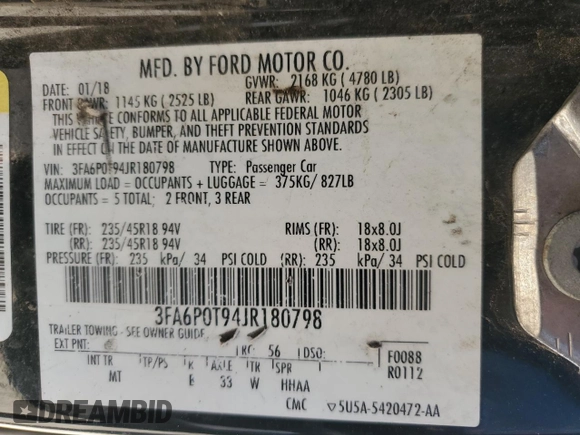 MFD. BY FORD MOTOR CO.
DATE: 01/18 GVWR: 2168 KG ( 4780 LB)
FRONT GAWR: 1145 KG ( 2525 LB) REAR GAWR: 1046 KG ( 2305 LB)
THIS VEHICLE CONFORMS TO ALL APPLICABLE FEDERAL MOTOR
VEHICLE SAFETY, BUMPER, AND THEFT PREVENTION STANDARDS
IN EFFECT ON THE DATE OF MANUFACTURE SHOWN ABOVE.
VIN: 3FA6P0T94JR180798 TYPE: Passenger Car
MAXIMUM LOAD = OCCUPANTS + LUGGAGE = 375KG/ 827LB
OCCUPANTS = 5 TOTAL; 2 FRONT, 3 REAR
TIRE (FR): 235/45R18 94V RIMS (FR): 18x8.0J
(RR): 235/45R18 94V (RR): 18x8.0J
PRESSURE (FR): 235 kPa/ 34 PSI COLD (RR): 235 kPa/ 34 PSI COLD
3FA6P0T94JR180798
TRAILER TOWING - SEE OWNER GUIDE
EXT PNT: RC: 56 DSO: F0088
INT TR TP/PS R AXLE TR SPR R0112
MT E 33 W HHAA
CMC ▽5U5A-5420472-AA
DREAMBID